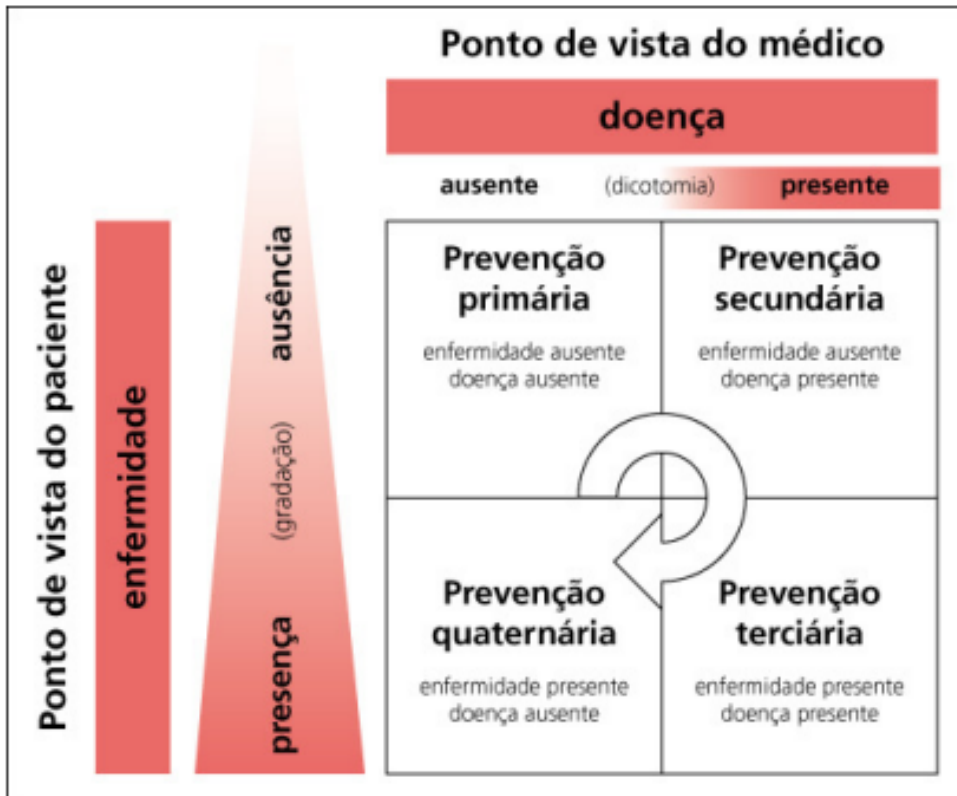 Ponto de vista do médico
doença
ausente (dicotomia) presente
Ponto de vista do paciente
enfermidade
ausência
(gradação)
presença
Prevenção
primária
enfermidade ausente
doença ausente
Prevenção
secundária
enfermidade ausente
doença presente
Prevenção
quaternária
enfermidade presente
doença ausente
Prevenção
terciária
enfermidade presente
doença presente